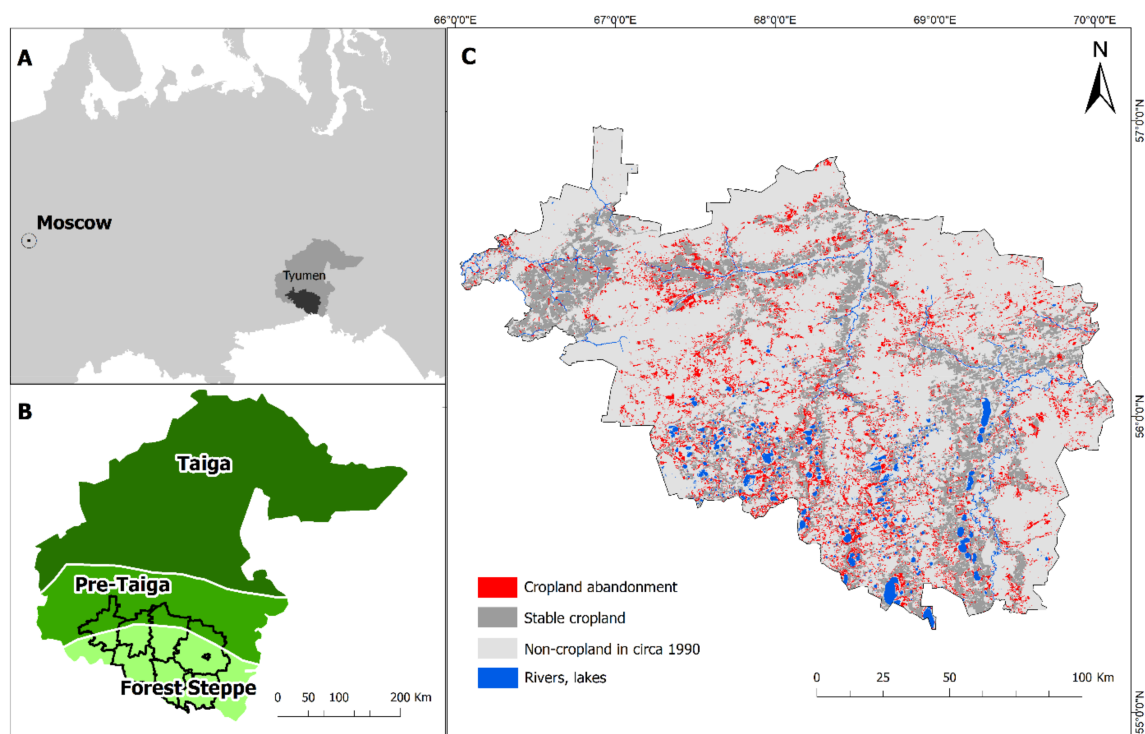 66°0'0"E 67°0'0"E 68°0'0"E 69°0'0"E 70°0'0"E
A
Moscow
Tyumen
B
Taiga
Pre-Taiga
Forest Steppe
0 50 100 200 Km
C
N
57°0'0"N
56°0'0"N
55°0'0"N
Cropland abandonment
Stable cropland
Non-cropland in circa 1990
Rivers, lakes
0 25 50 100 Km